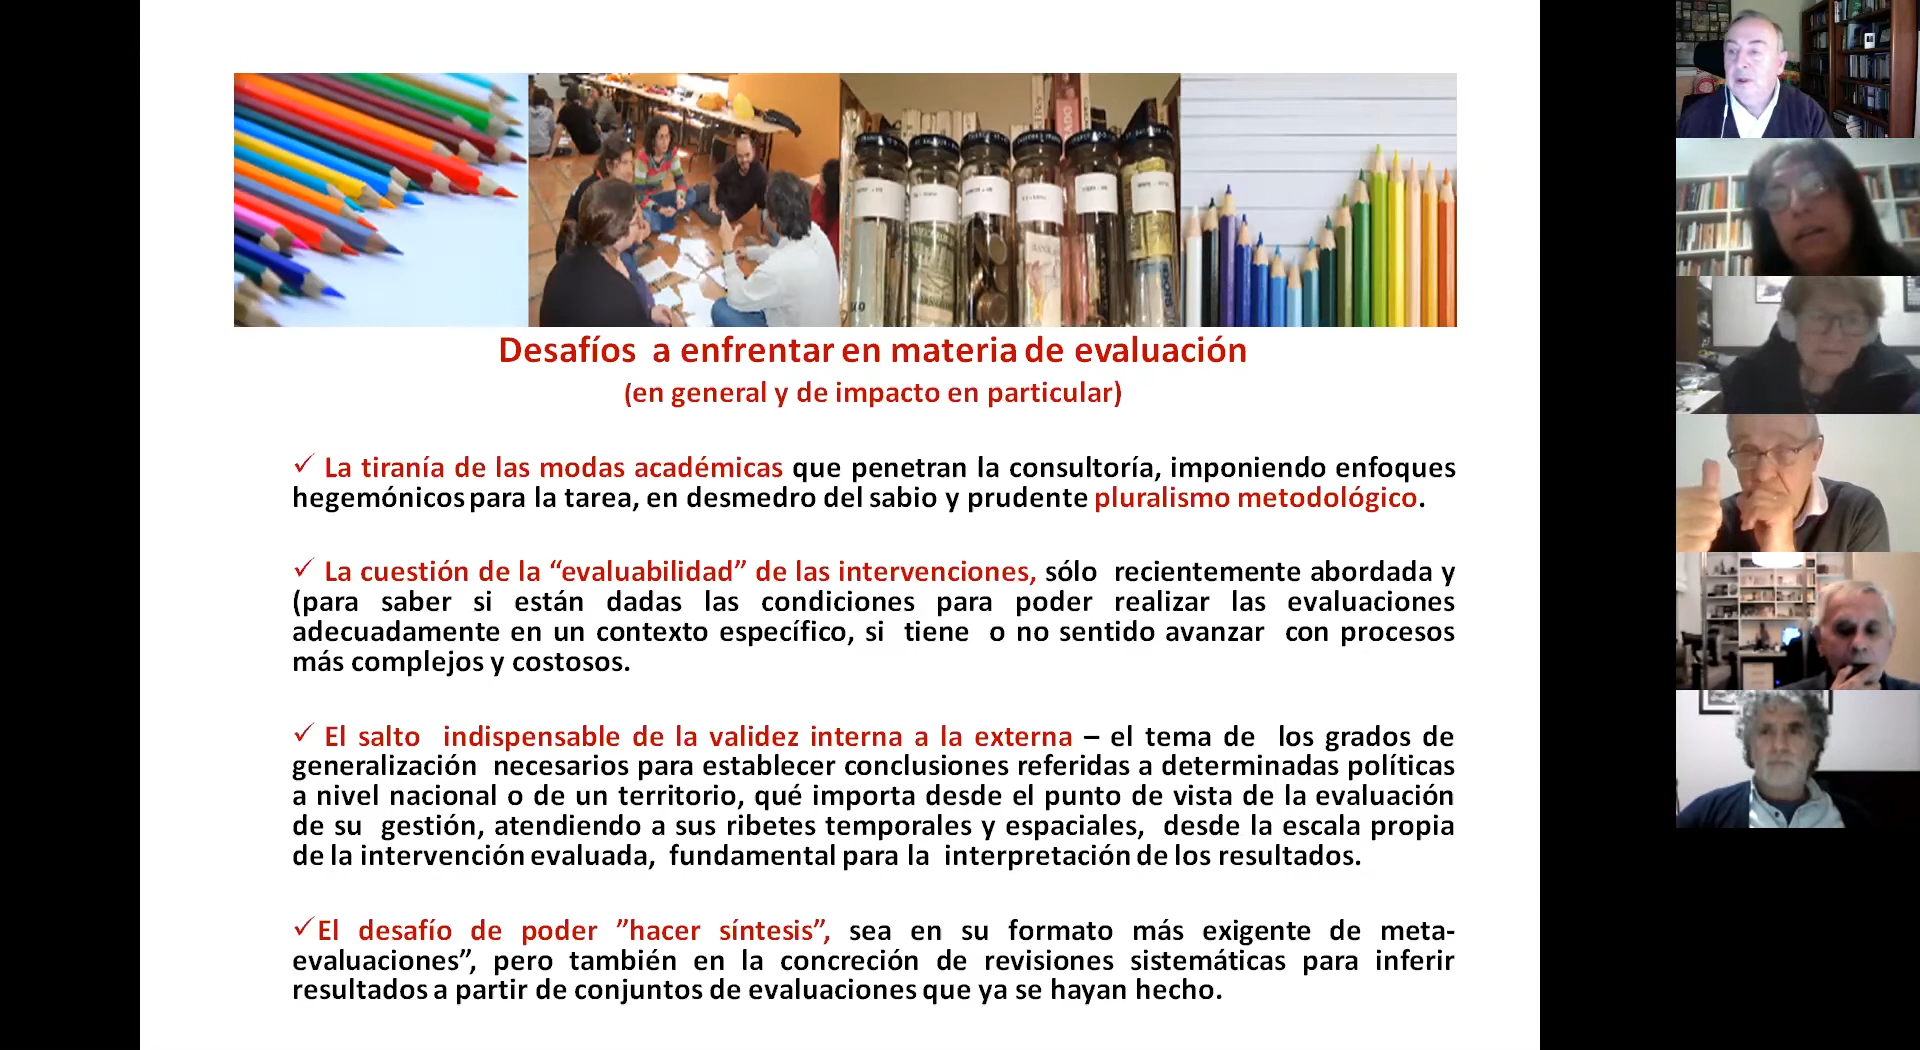 Desafíos a enfrentar en materia de evaluación
(en general y de impacto en particular)
✓ La tiranía de las modas académicas que penetran la consultoría, imponiendo enfoques
hegemónicos para la tarea, en desmedro del sabio y prudente pluralismo metodológico.
✓ La cuestión de la “evaluabilidad” de las intervenciones, sólo recientemente abordada y
(para saber si están dadas las condiciones para poder realizar las evaluaciones
adecuadamente en un contexto específico, si tiene o no sentido avanzar con procesos
más complejos y costosos.
✓ El salto indispensable de la validez interna a la externa – el tema de los grados de
generalización necesarios para establecer conclusiones referidas a determinadas políticas
a nivel nacional o de un territorio, qué importa desde el punto de vista de la evaluación
de su gestión, atendiendo a sus ribetes temporales y espaciales, desde la escala propia
de la intervención evaluada, fundamental para la interpretación de los resultados.
✓El desafío de poder ”hacer síntesis”, sea en su formato más exigente de meta-
evaluaciones”, pero también en la concreción de revisiones sistemáticas para inferir
resultados a partir de conjuntos de evaluaciones que ya se hayan hecho.